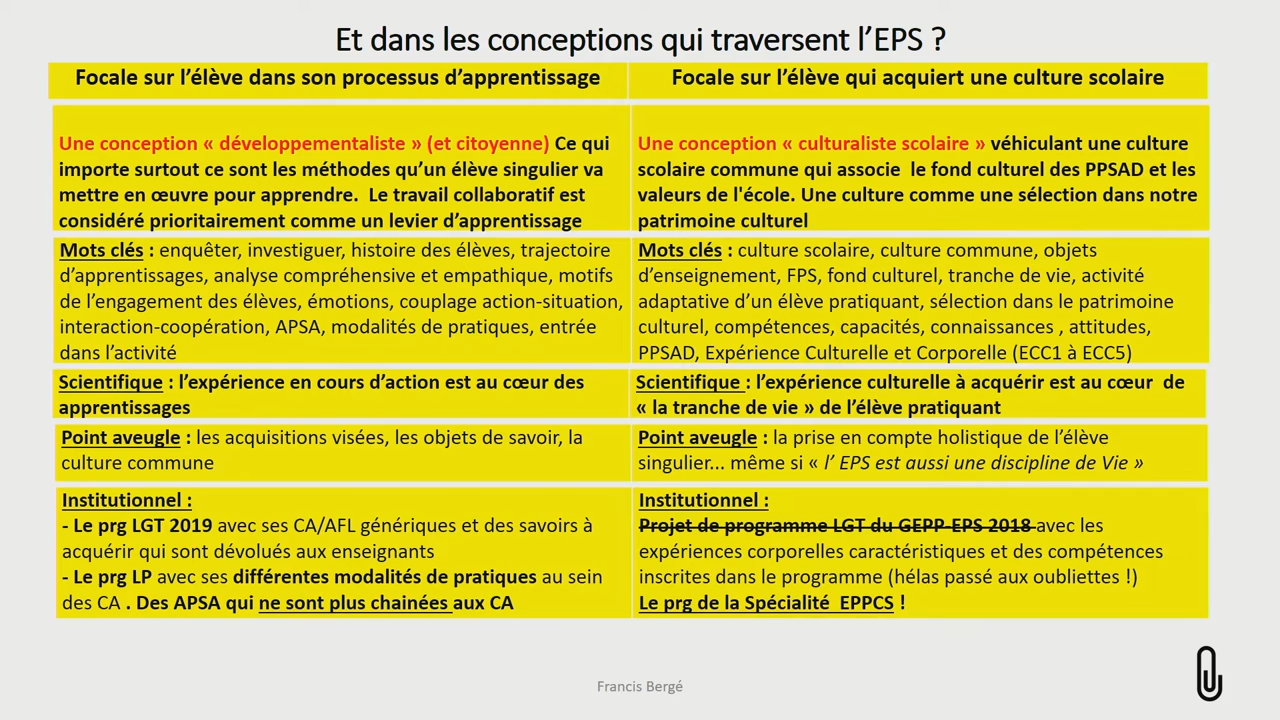 Et dans les conceptions qui traversent l’EPS ?
Focale sur l’élève dans son processus d’apprentissage
Focale sur l’élève qui acquiert une culture scolaire
Une conception « développementaliste » (et citoyenne) Ce qui
importe surtout ce sont les méthodes qu’un élève singulier va
mettre en œuvre pour apprendre. Le travail collaboratif est
considéré prioritairement comme un levier d’apprentissage
Une conception « culturaliste scolaire » véhiculant une culture
scolaire commune qui associe le fond culturel des PPSAD et les
valeurs de l'école. Une culture comme une sélection dans notre
patrimoine culturel
Mots clés : enquêter, investiguer, histoire des élèves, trajectoire
d’apprentissages, analyse compréhensive et empathique, motifs
de l’engagement des élèves, émotions, couplage action-situation,
interaction-coopération, APSA, modalités de pratiques, entrée
dans l’activité
Mots clés : culture scolaire, culture commune, objets
d’enseignement, FPS, fond culturel, tranche de vie, activité
adaptative d’un élève pratiquant, sélection dans le patrimoine
culturel, compétences, capacités, connaissances , attitudes,
PPSAD, Expérience Culturelle et Corporelle (ECC1 à ECC5)
Scientifique : l’expérience en cours d’action est au cœur des
apprentissages
Scientifique : l’expérience culturelle à acquérir est au cœur de
« la tranche de vie » de l’élève pratiquant
Point aveugle : les acquisitions visées, les objets de savoir, la
culture commune
Point aveugle : la prise en compte holistique de l’élève
singulier... même si « l’ EPS est aussi une discipline de Vie »
Institutionnel :
- Le prg LGT 2019 avec ses CA/AFL génériques et des savoirs à
acquérir qui sont dévolués aux enseignants
- Le prg LP avec ses différentes modalités de pratiques au sein
des CA . Des APSA qui ne sont plus chainées aux CA
Institutionnel :
Projet de programme LGT du GEPP-EPS 2018 avec les
expériences corporelles caractéristiques et des compétences
inscrites dans le programme (hélas passé aux oubliettes !)
Le prg de la Spécialité EPPCS !
Francis Bergé